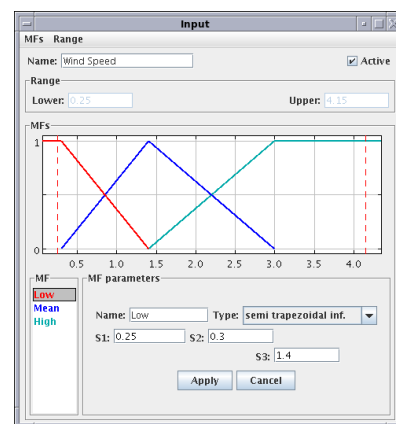 Input
MFs Range
Name: Wind Speed Active
Range
Lower: 0.25 Upper: 4.15
MFs
1
0
0.5 1.0 1.5 2.0 2.5 3.0 3.5 4.0
MF
Low
Mean
High
MF parameters
Name: Low Type: semi trapezoidal inf.
S1: 0.25 S2: 0.3
S3: 1.4
Apply Cancel